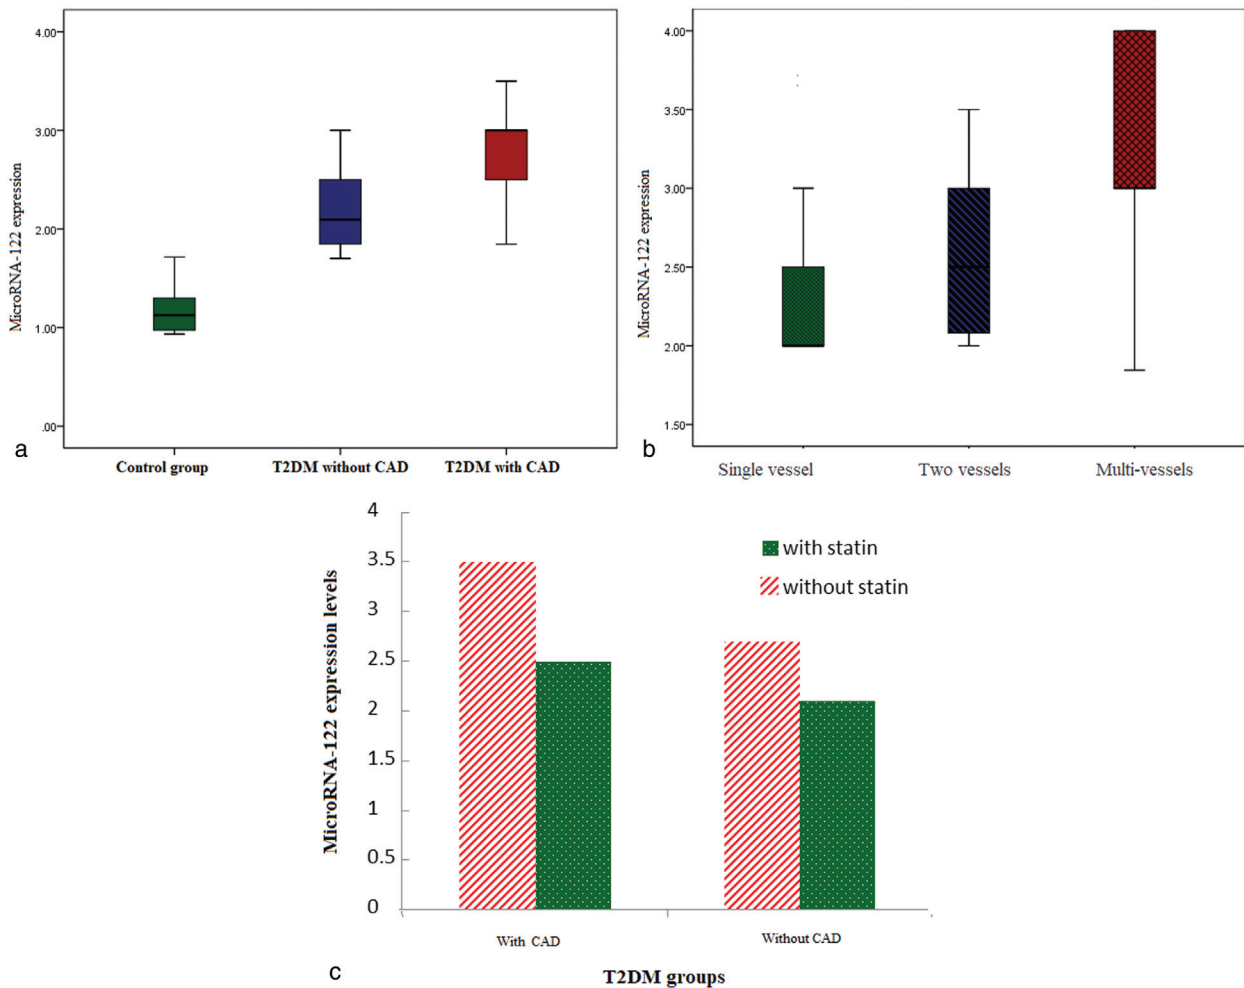 4.00
3.00
2.00
1.00
.00
MicroRNA-122 expression
a
Control group
T2DM without CAD
T2DM with CAD
4.00
3.50
3.00
2.50
2.00
1.50
MicroRNA-122 expression
b
Single vessel
Two vessels
Multi-vessels
4
3.5
3
2.5
2
1.5
1
0.5
0
MicroRNA-122 expression levels
with statin
without statin
With CAD
Without CAD
c
T2DM groups